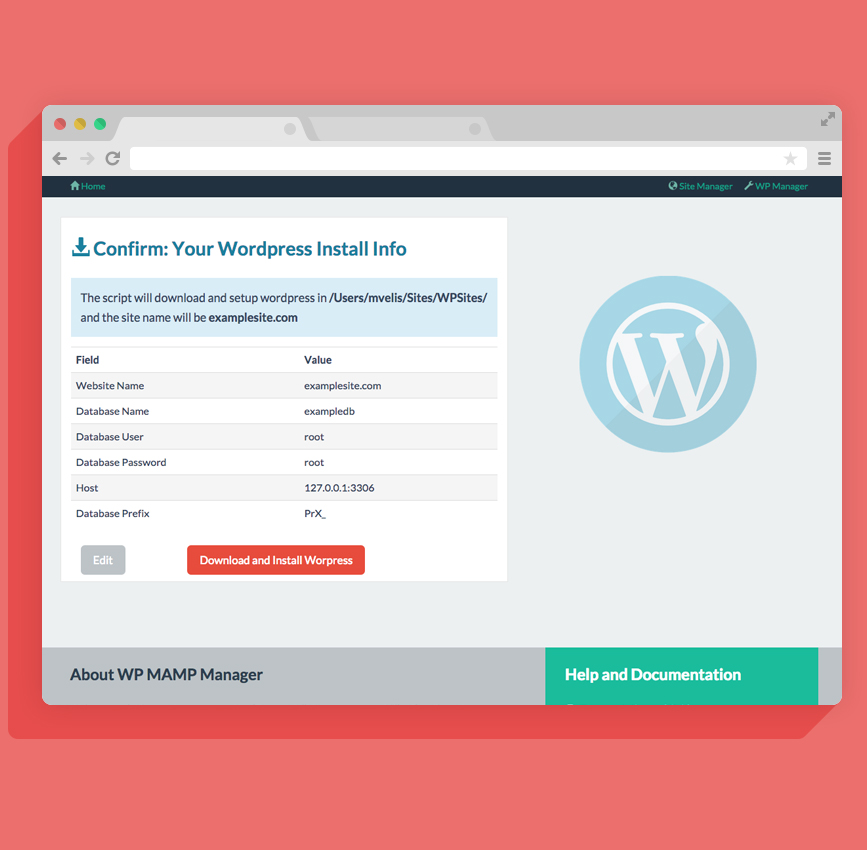 Home
Site Manager WP Manager
Confirm: Your Wordpress Install Info
The script will download and setup wordpress in /Users/mvelis/Sites/WPSites/
and the site name will be examplesite.com
Field Value
Website Name examplesite.com
Database Name exampledb
Database User root
Database Password root
Host 127.0.0.1:3306
Database Prefix PrX_
Edit Download and Install Worpress
About WP MAMP Manager
Help and Documentation